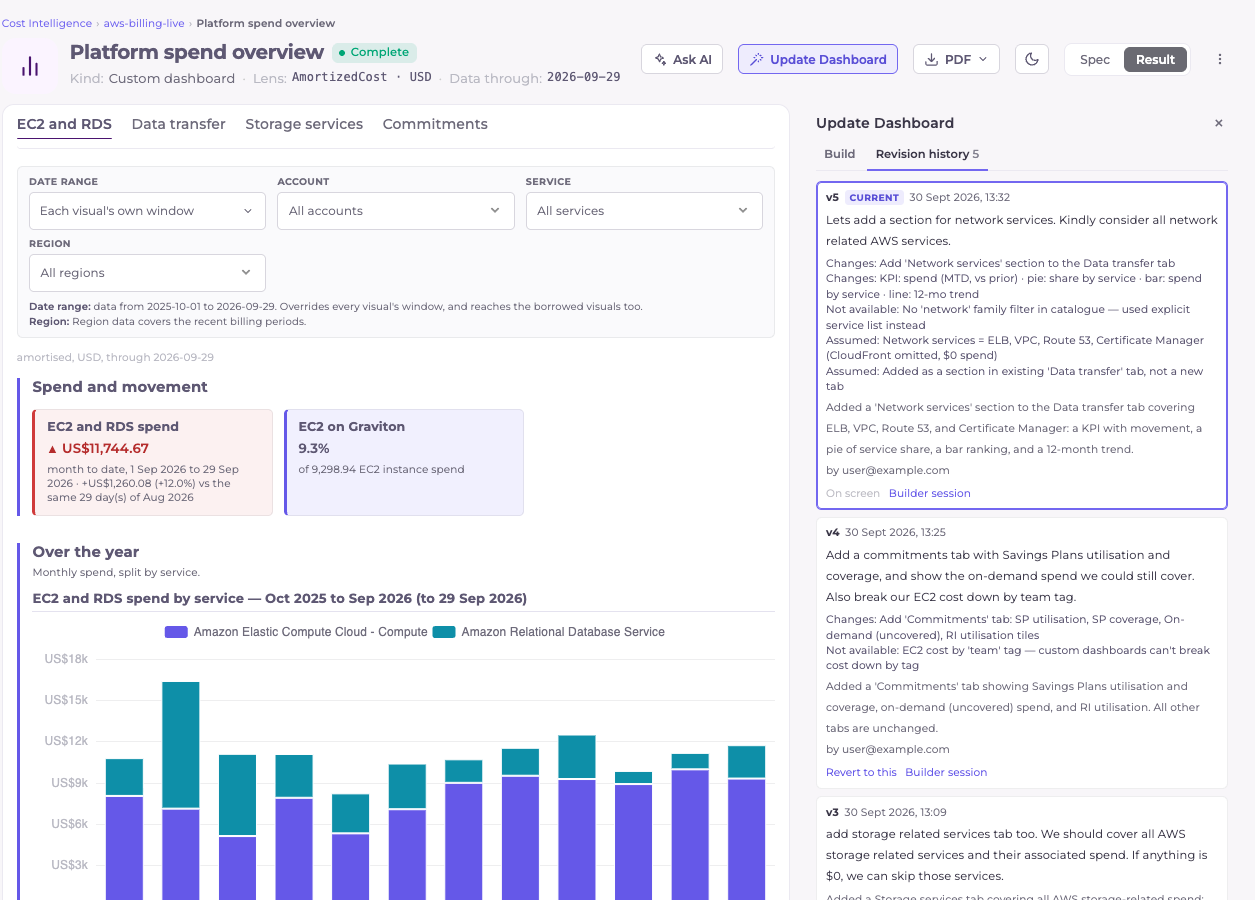 Cost Intelligence › aws-billing-live › Platform spend overview
Platform spend overview
Complete
Kind: Custom dashboard · Lens: AmortizedCost · USD · Data through: 2026-09-29
Ask AI
Update Dashboard
PDF
Spec
Result
EC2 and RDS
Data transfer
Storage services
Commitments
DATE RANGE
Each visual's own window
ACCOUNT
All accounts
SERVICE
All services
REGION
All regions
Date range: data from 2025-10-01 to 2026-09-29. Overrides every visual's window, and reaches the borrowed visuals too.
Region: Region data covers the recent billing periods.
amortised, USD, through 2026-09-29
Spend and movement
EC2 and RDS spend
▲ US$11,744.67
month to date, 1 Sep 2026 to 29 Sep
2026 · +US$1,260.08 (+12.0%) vs the
same 29 day(s) of Aug 2026
EC2 on Graviton
9.3%
of 9,298.94 EC2 instance spend
Over the year
Monthly spend, split by service.
EC2 and RDS spend by service — Oct 2025 to Sep 2026 (to 29 Sep 2026)
Amazon Elastic Compute Cloud - Compute
Amazon Relational Database Service
US$18k
US$15k
US$12k
US$9k
US$6k
US$3k
Update Dashboard
×
Build
Revision history 5
v5 CURRENT 30 Sept 2026, 13:32
Lets add a section for network services. Kindly consider all network
related AWS services.
Changes: Add 'Network services' section to the Data transfer tab
Changes: KPI: spend (MTD, vs prior) · pie: share by service · bar: spend
by service · line: 12-mo trend
Not available: No 'network' family filter in catalogue — used explicit
service list instead
Assumed: Network services = ELB, VPC, Route 53, Certificate Manager
(CloudFront omitted, $0 spend)
Assumed: Added as a section in existing 'Data transfer' tab, not a new
tab
Added a 'Network services' section to the Data transfer tab covering
ELB, VPC, Route 53, and Certificate Manager: a KPI with movement, a
pie of service share, a bar ranking, and a 12-month trend.
by user@example.com
On screen Builder session
v4 30 Sept 2026, 13:25
Add a commitments tab with Savings Plans utilisation and
coverage, and show the on-demand spend we could still cover.
Also break our EC2 cost down by team tag.
Changes: Add 'Commitments' tab: SP utilisation, SP coverage, On-
demand (uncovered), RI utilisation tiles
Not available: EC2 cost by 'team' tag — custom dashboards can't break
cost down by tag
Added a 'Commitments' tab showing Savings Plans utilisation and
coverage, on-demand (uncovered) spend, and RI utilisation. All other
tabs are unchanged.
by user@example.com
Revert to this Builder session
v3 30 Sept 2026, 13:09
add storage related services tab too. We should cover all AWS
storage related services and their associated spend. If anything is
$0, we can skip those services.
Added a Storage services tab covering all AWS storage-related spend: